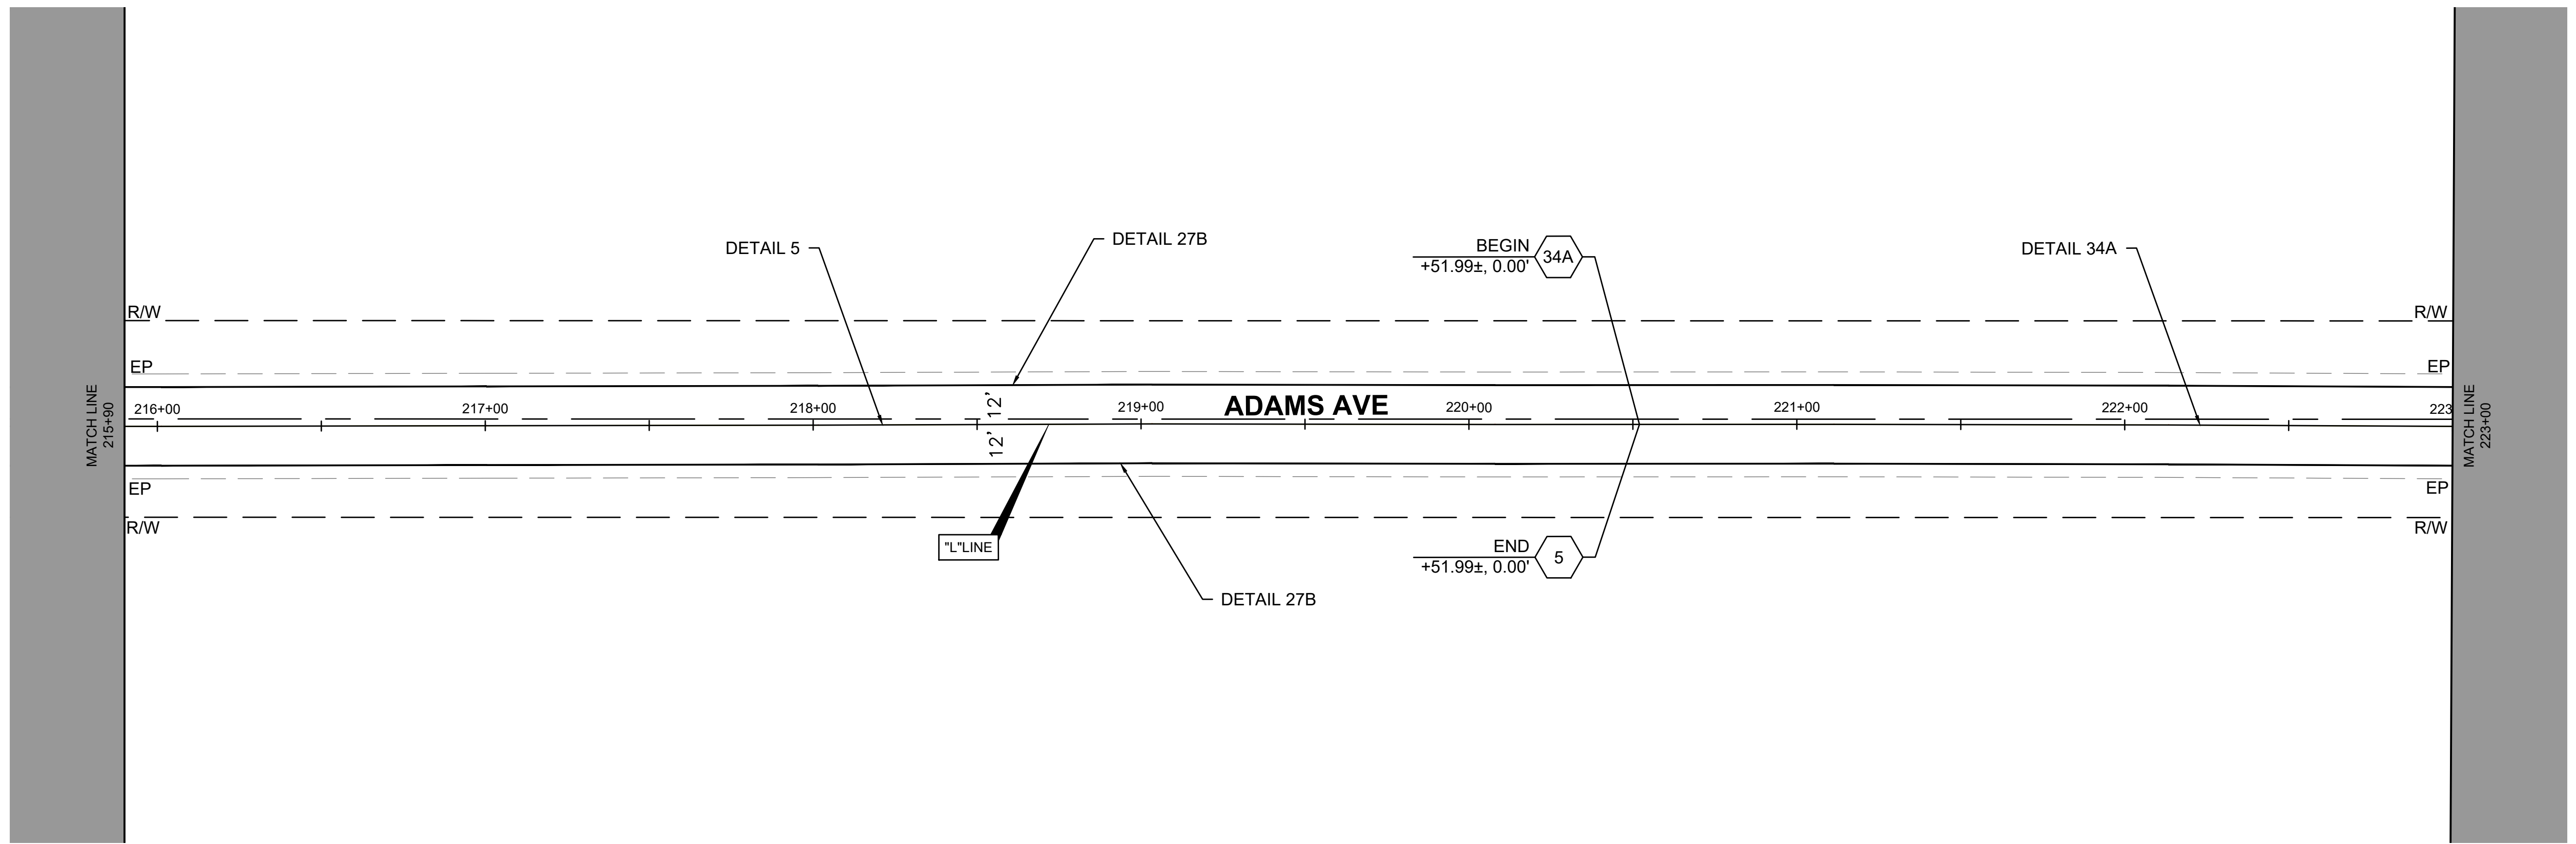 DETAIL 5
DETAIL 27B
BEGIN
+51.99±, 0.00'
34A
DETAIL 34A
R/W
R/W
EP
EP
MATCH LINE
215+90
216+00
217+00
218+00
12'
12'
219+00
ADAMS AVE
220+00
221+00
222+00
223
MATCH LINE
223+00
EP
EP
R/W
R/W
"L"LINE
END
+51.99±, 0.00'
5
DETAIL 27B